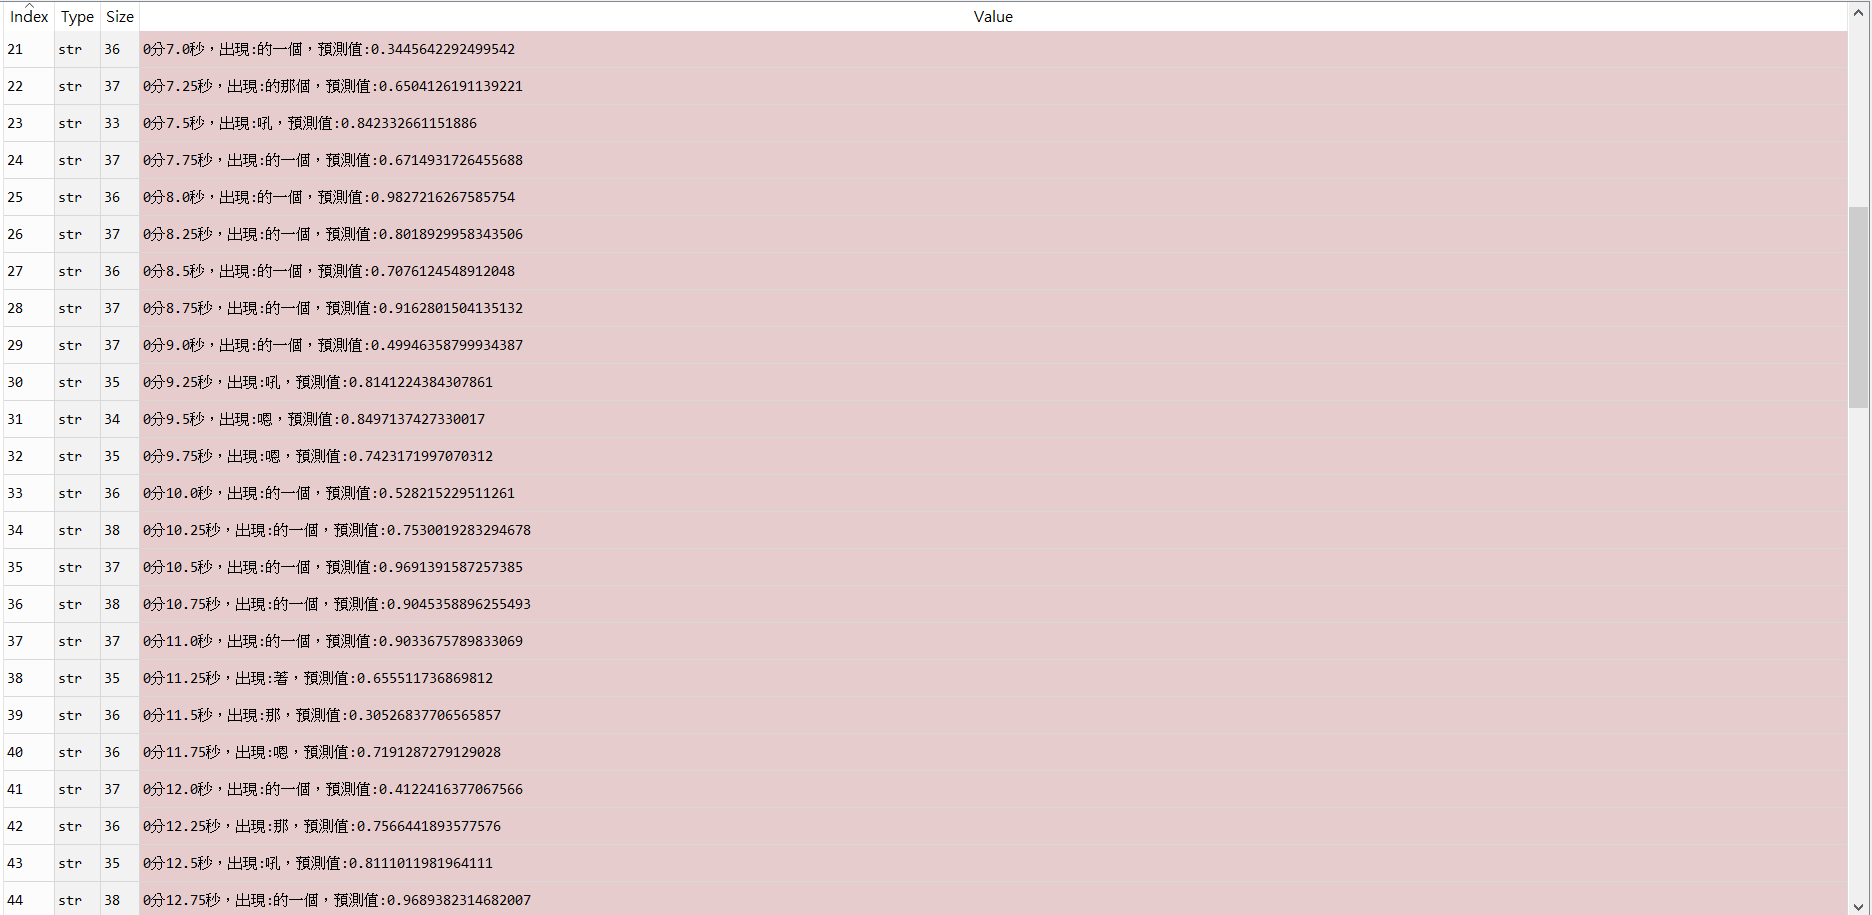 Index Type Size Value
21 str 36 0分7.0秒，出現:的一個，預測值:0.3445642292499542
22 str 37 0分7.25秒，出現:的那個，預測值:0.6504126191139221
23 str 33 0分7.5秒，出現:吼，預測值:0.842332661151886
24 str 37 0分7.75秒，出現:的一個，預測值:0.6714931726455688
25 str 36 0分8.0秒，出現:的一個，預測值:0.9827216267585754
26 str 37 0分8.25秒，出現:的一個，預測值:0.8018929958343506
27 str 36 0分8.5秒，出現:的一個，預測值:0.7076124548912048
28 str 37 0分8.75秒，出現:的一個，預測值:0.9162801504135132
29 str 37 0分9.0秒，出現:的一個，預測值:0.49946358799934387
30 str 35 0分9.25秒，出現:吼，預測值:0.8141224384307861
31 str 34 0分9.5秒，出現:嗯，預測值:0.8497137427330017
32 str 35 0分9.75秒，出現:嗯，預測值:0.7423171997070312
33 str 36 0分10.0秒，出現:的一個，預測值:0.528215229511261
34 str 38 0分10.25秒，出現:的一個，預測值:0.7530019283294678
35 str 37 0分10.5秒，出現:的一個，預測值:0.9691391587257385
36 str 38 0分10.75秒，出現:的一個，預測值:0.9045358896255493
37 str 37 0分11.0秒，出現:的一個，預測值:0.9033675789833069
38 str 35 0分11.25秒，出現:著，預測值:0.655511736869812
39 str 36 0分11.5秒，出現:那，預測值:0.30526837706565857
40 str 36 0分11.75秒，出現:嗯，預測值:0.7191287279129028
41 str 37 0分12.0秒，出現:的一個，預測值:0.4122416377067566
42 str 36 0分12.25秒，出現:那，預測值:0.7566441893577576
43 str 35 0分12.5秒，出現:吼，預測值:0.8111011981964111
44 str 38 0分12.75秒，出現:的一個，預測值:0.9689382314682007